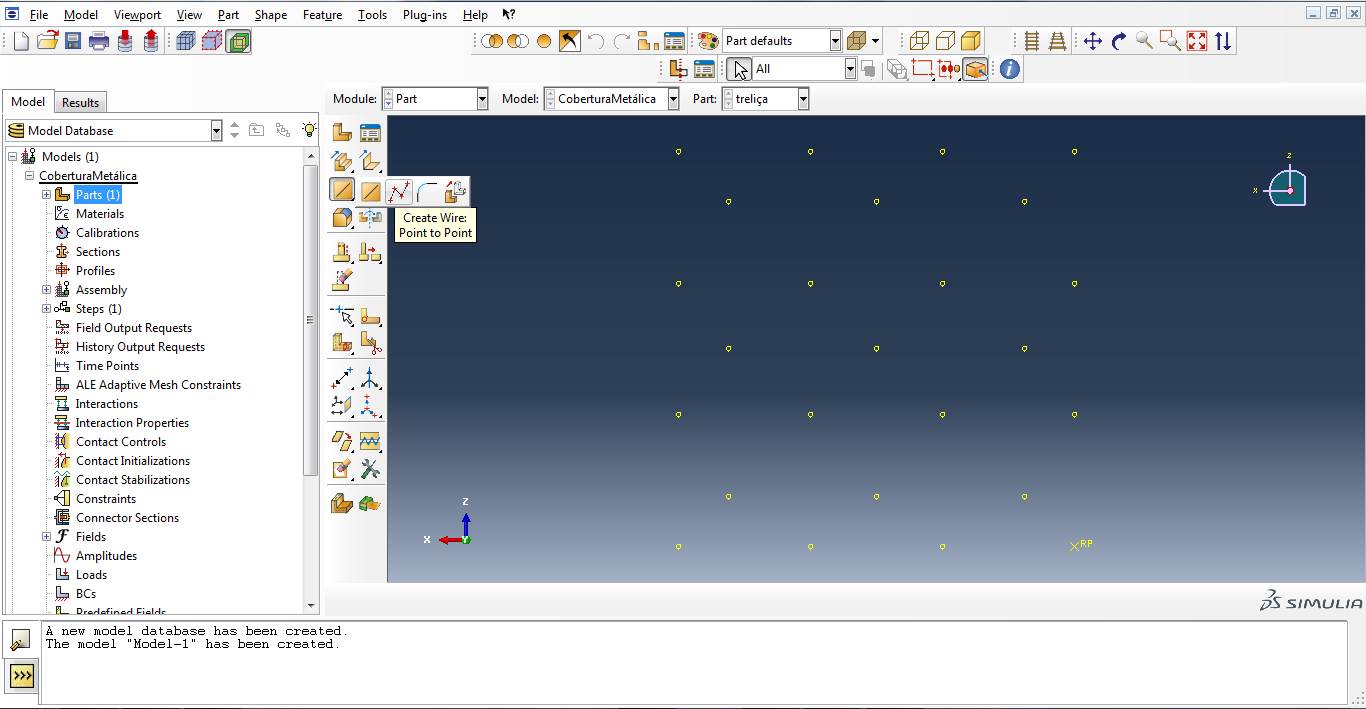 File Model Viewport View Part Shape Feature Tools Plug-ins Help
Part defaults
All
Model Results
Module: Part Model: CoberturaMetálica Part: treliça
Model Database
Models (1)
CoberturaMetálica
Parts (1)
Materials
Calibrations
Sections
Profiles
Assembly
Steps (1)
Field Output Requests
History Output Requests
Time Points
ALE Adaptive Mesh Constraints
Interactions
Interaction Properties
Contact Controls
Contact Initializations
Contact Stabilizations
Constraints
Connector Sections
Fields
Amplitudes
Loads
BCs
Predefined Fields
Create Wire:
Point to Point
Z
X
Z
X
Y
RP
SIMULIA
A new model database has been created.
The model "Model-1" has been created.
>>>